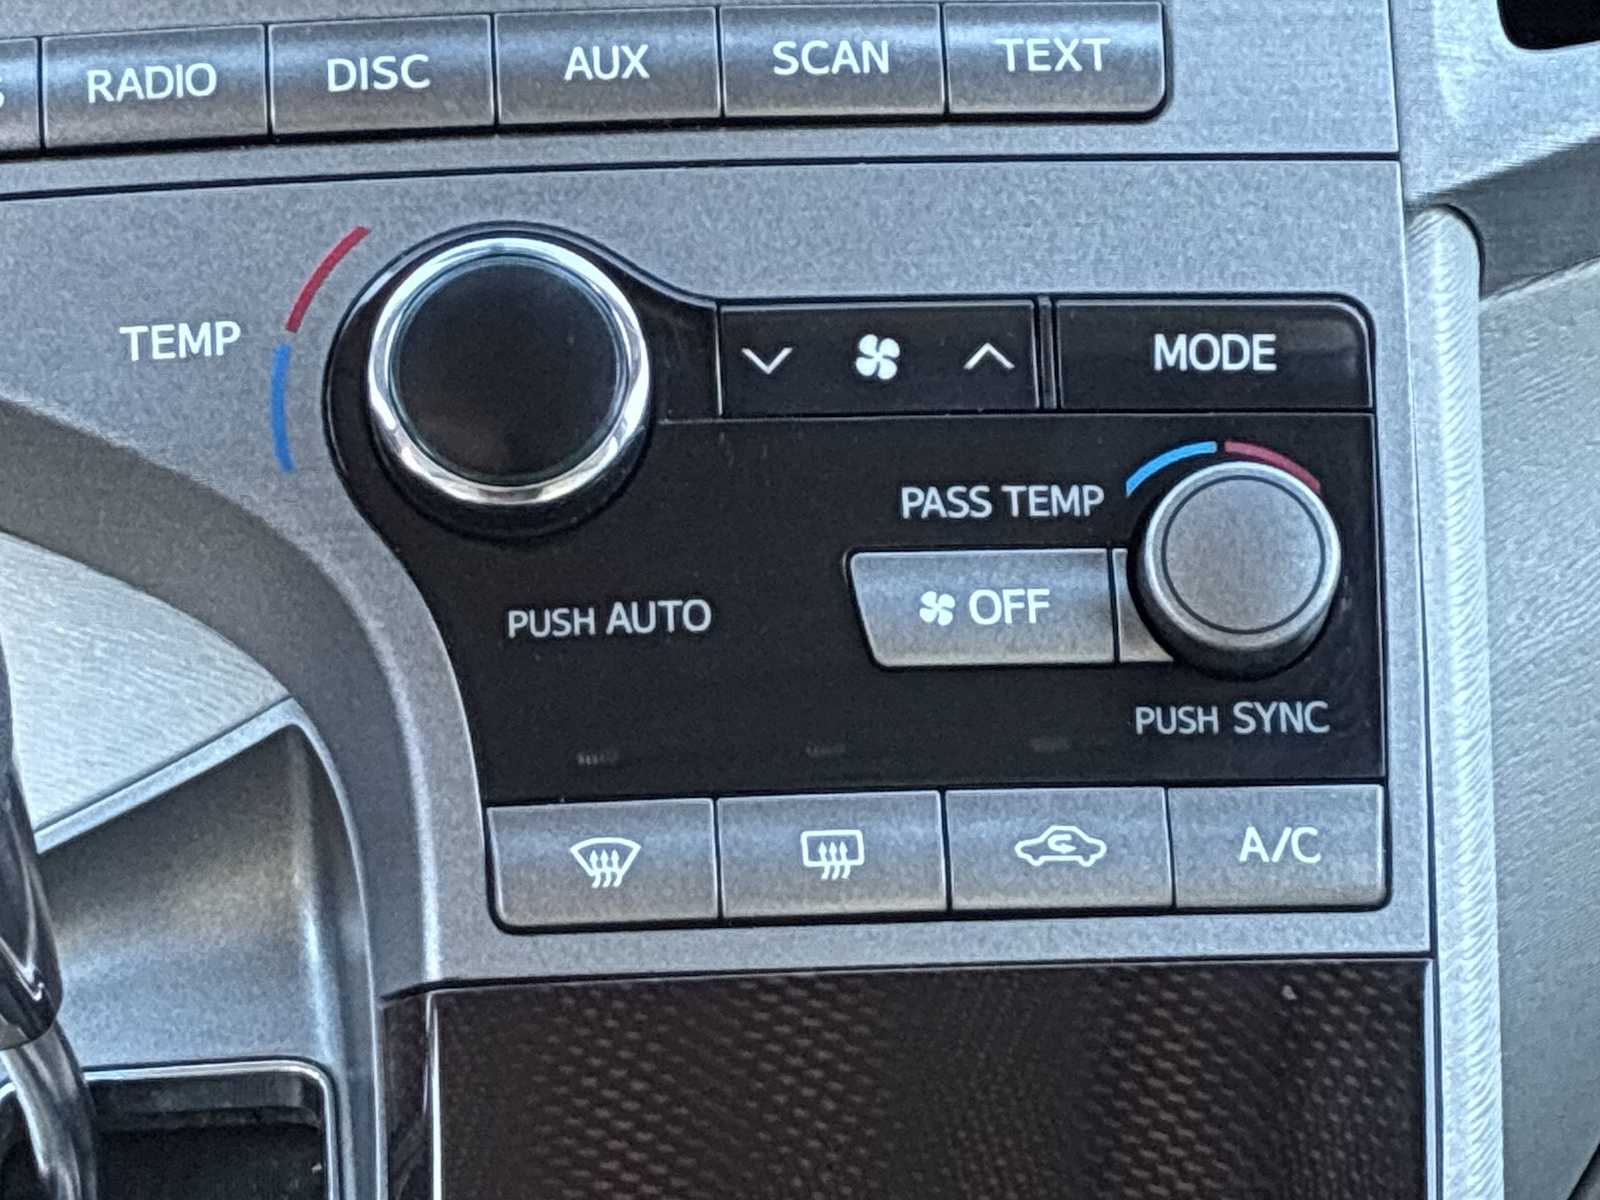 RADIO DISC AUX SCAN TEXT
TEMP
MODE
PASS TEMP
OFF
PUSH AUTO
PUSH SYNC
A/C